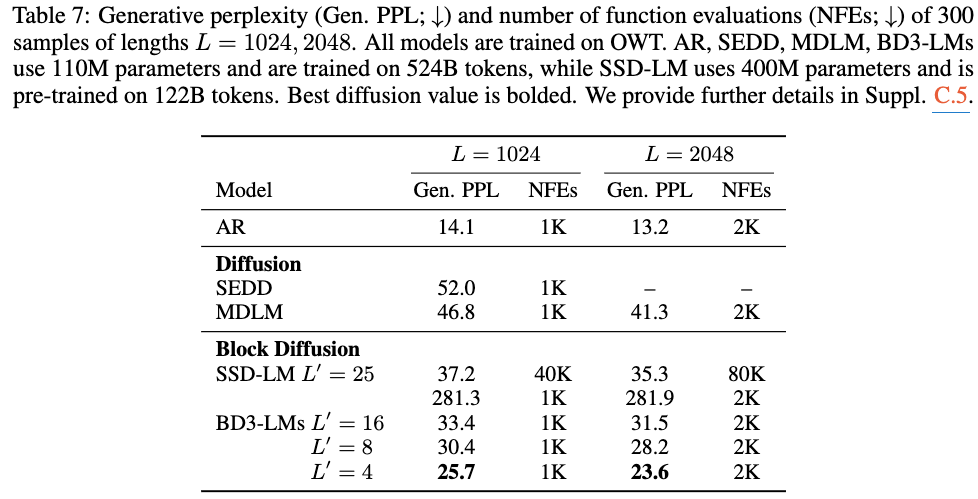 Table 7: Generative perplexity (Gen. PPL; ↓) and number of function evaluations (NFEs; ↓) of 300
samples of lengths L = 1024, 2048. All models are trained on OWT. AR, SEDD, MDLM, BD3-LMs
use 110M parameters and are trained on 524B tokens, while SSD-LM uses 400M parameters and is
pre-trained on 122B tokens. Best diffusion value is bolded. We provide further details in Suppl. C.5.
L = 1024 L = 2048
Model Gen. PPL NFEs Gen. PPL NFEs
AR 14.1 1K 13.2 2K
Diffusion
SEDD 52.0 1K – –
MDLM 46.8 1K 41.3 2K
Block Diffusion
SSD-LM L′ = 25 37.2 40K 35.3 80K
281.3 1K 281.9 2K
BD3-LMs L′ = 16 33.4 1K 31.5 2K
L′ = 8 30.4 1K 28.2 2K
L′ = 4 25.7 1K 23.6 2K